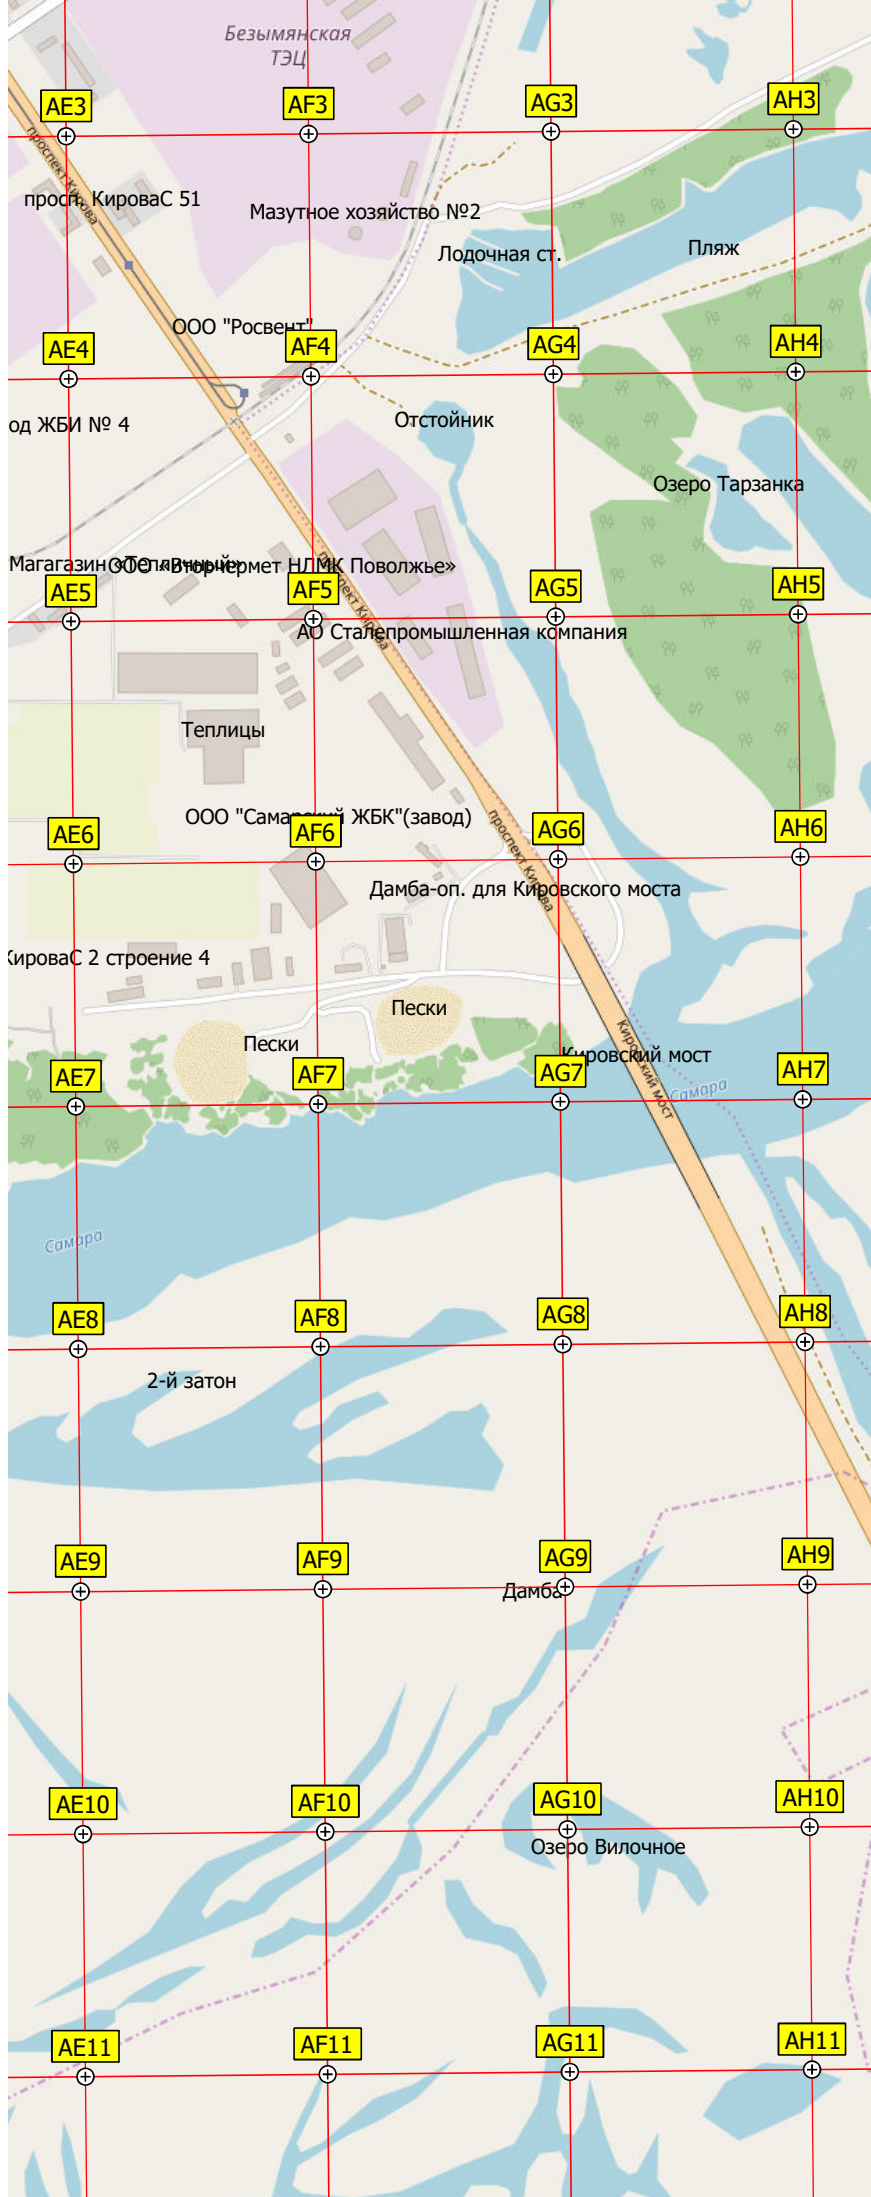 Безымянская
ТЭЦ
AE3
AF3
AG3
AH3
проспект Кирова
просп. КироваС 51
Мазутное хозяйство №2
Лодочная ст.
Пляж
ООО "Росвент"
AE4
AF4
AG4
AH4
од ЖБИ № 4
Отстойник
Озеро Тарзанка
Магагазин «Тепличный»
ООО «Вторчермет НЛМК Поволжье»
проспект Кирова
AE5
AF5
AG5
AH5
АО Сталепромышленная компания
Теплицы
ООО "Самарский ЖБК"(завод)
AE6
AF6
AG6
AH6
проспект Кирова
Дамба-оп. для Кировского моста
КироваС 2 строение 4
Пески
Пески
Кировский мост
Кировский мост
AE7
AF7
AG7
AH7
Самара
Самара
AE8
AF8
AG8
AH8
2-й затон
AE9
AF9
AG9
AH9
Дамба
AE10
AF10
AG10
AH10
Озеро Вилочное
AE11
AF11
AG11
AH11